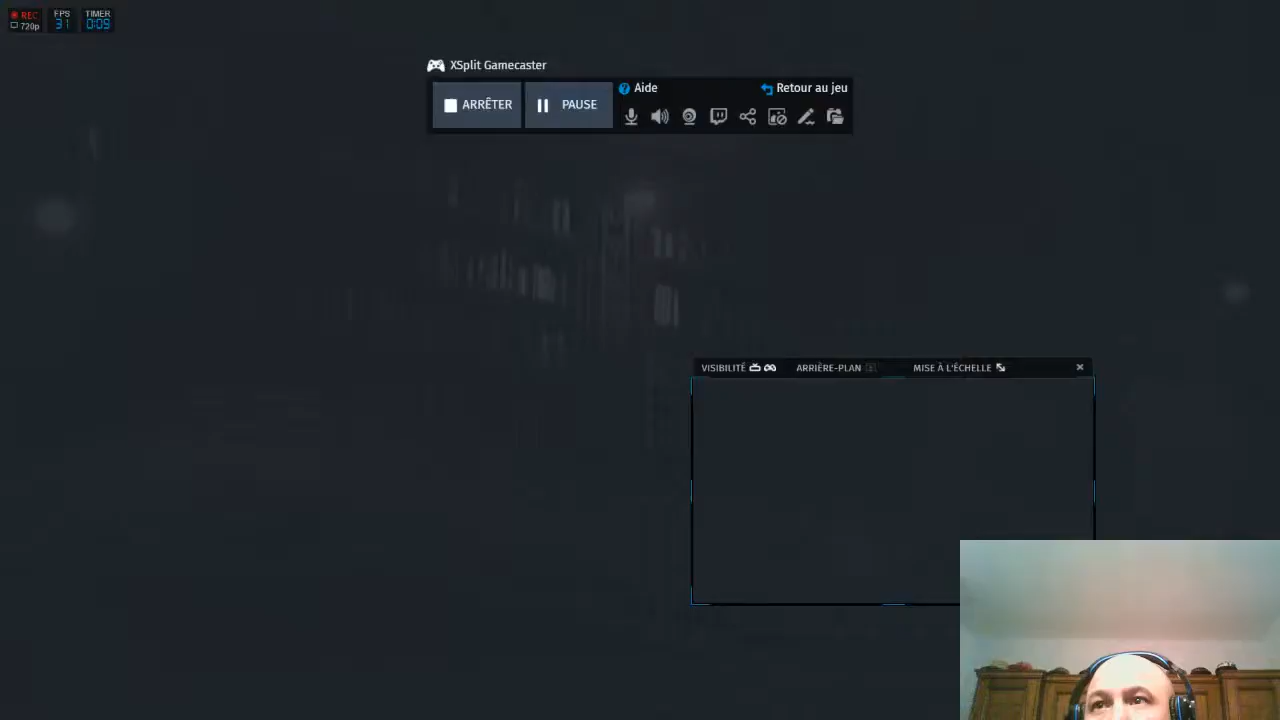 REC
720p
FPS
31
TIMER
0:09
XSplit Gamecaster
ARRÊTER
PAUSE
Aide
Retour au jeu
VISIBILITÉ
ARRIÈRE-PLAN
MISE À L'ÉCHELLE